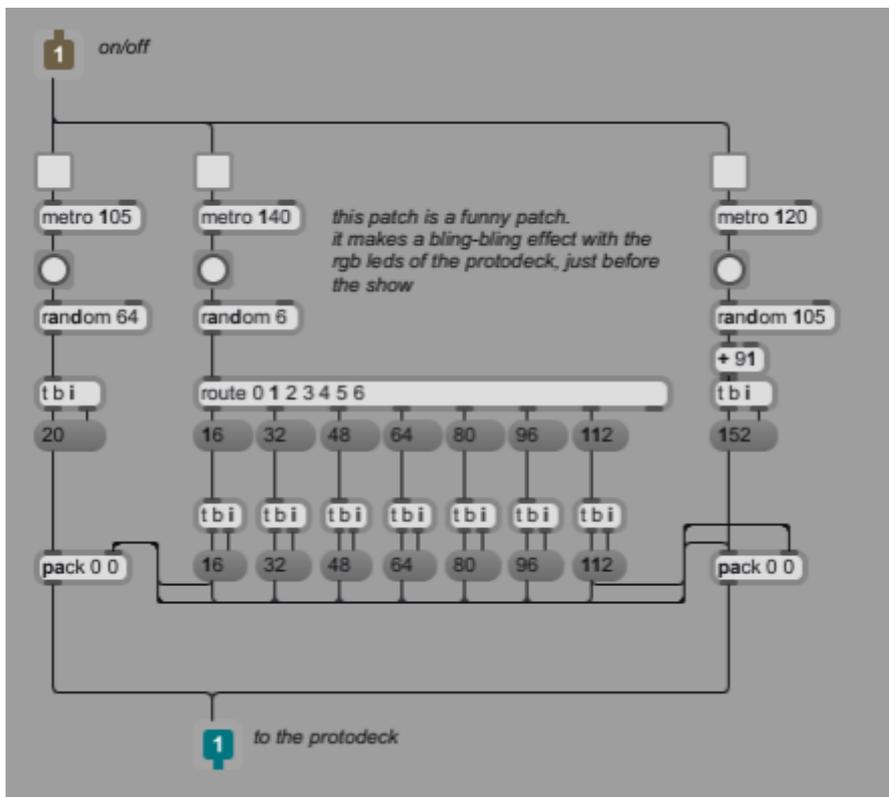 1 on/off
metro 105
metro 140
this patch is a funny patch.
metro 120
it makes a bling-bling effect with the
rgb leds of the protodeck, just before
the show
random 64
random 6
random 105
+ 91
t b i
route 0 1 2 3 4 5 6
t b i
20
16 32 48 64 80 96 112
152
t b i t b i t b i t b i t b i t b i t b i
pack 0 0
16 32 48 64 80 96 112
pack 0 0
1 to the protodeck